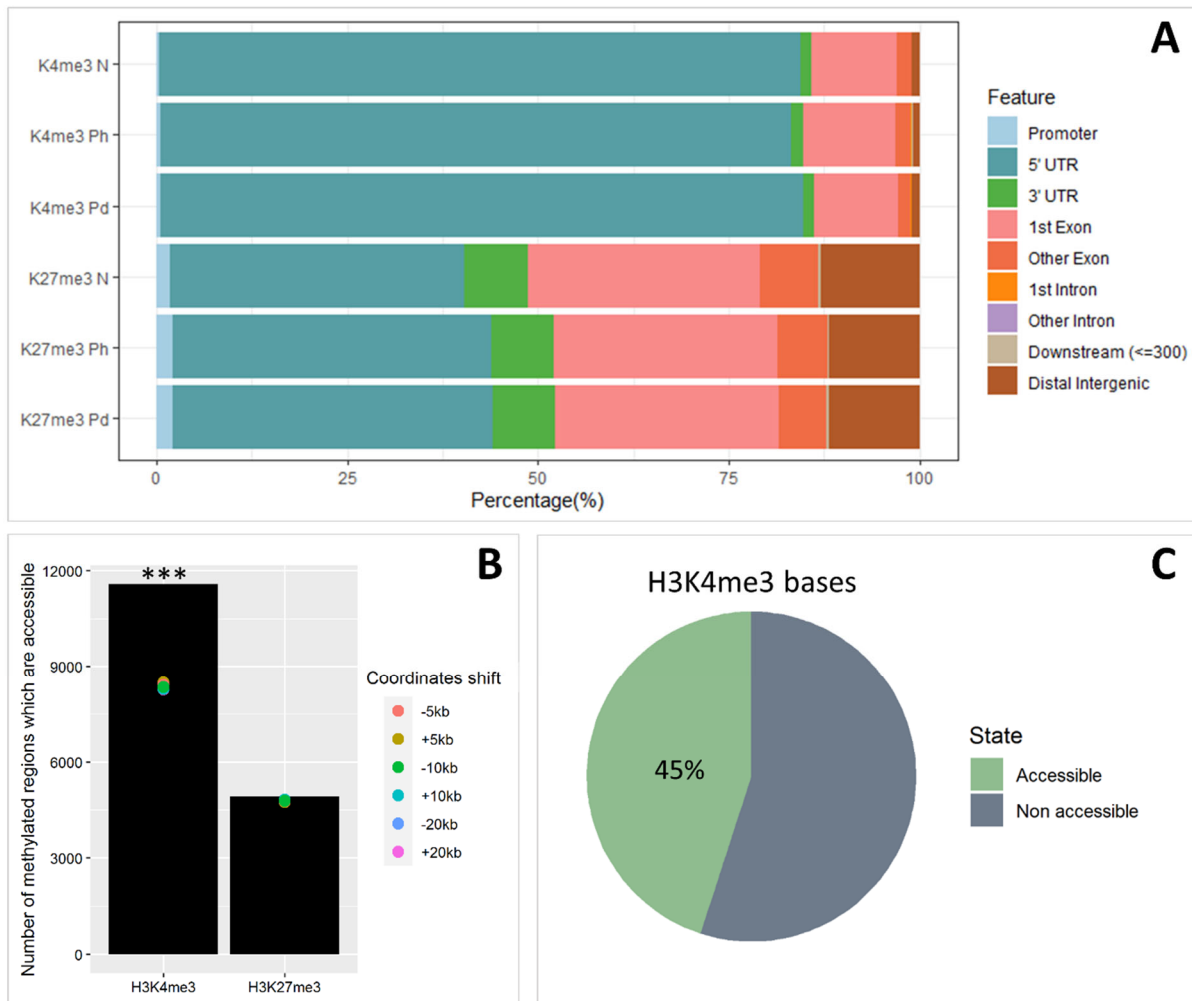 A
K4me3 N
K4me3 Ph
K4me3 Pd
K27me3 N
K27me3 Ph
K27me3 Pd
0 25 50 75 100
Percentage(%)
Feature
Promoter
5' UTR
3' UTR
1st Exon
Other Exon
1st Intron
Other Intron
Downstream (<=300)
Distal Intergenic
B
Number of methylated regions which are accessible
12000
9000
6000
3000
0
***
H3K4me3 H3K27me3
Coordinates shift
-5kb
+5kb
-10kb
+10kb
-20kb
+20kb
C
H3K4me3 bases
45%
State
Accessible
Non accessible